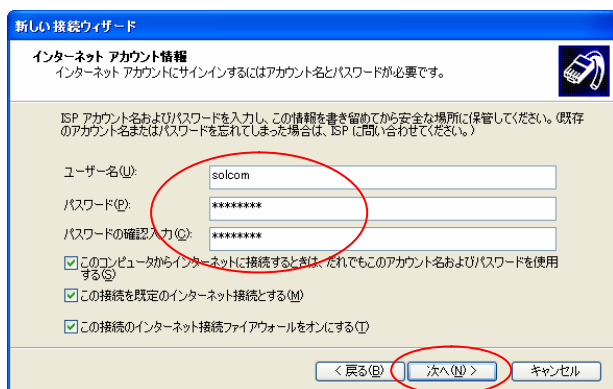 新しい接続ウィザード
インターネット アカウント情報
インターネット アカウントにサインインするにはアカウント名とパスワードが必要です。
ISP アカウント名およびパスワードを入力し、この情報を書き留めてから安全な場所に保管してください。(既存
のアカウント名またはパスワードを忘れてしまった場合は、ISP に問い合わせてください。)
ユーザー名(U):
solcom
パスワード(P):
********
パスワードの確認入力(C):
********
このコンピュータからインターネットに接続するときは、だれでもこのアカウント名およびパスワードを使用
する(S)
この接続を既定のインターネット接続とする(M)
この接続のインターネット接続ファイアウォールをオンにする(T)
< 戻る(B) 次へ(N) > キャンセル